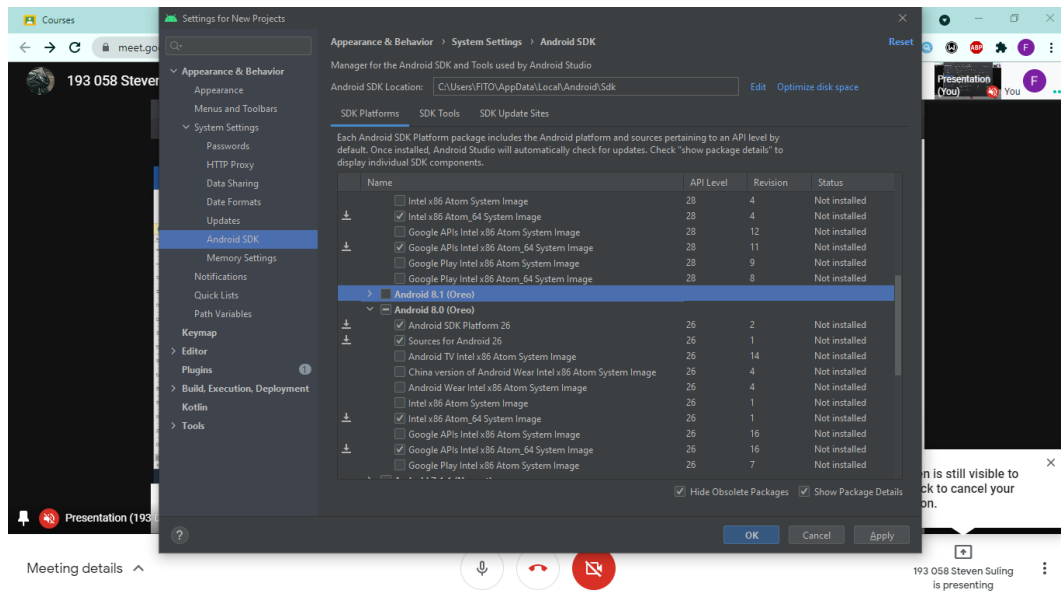 Courses
Settings for New Projects
meet.go
193 058 Steven
Appearance & Behavior
Appearance
Menus and Toolbars
System Settings
Passwords
HTTP Proxy
Data Sharing
Date Formats
Updates
Android SDK
Memory Settings
Notifications
Quick Lists
Path Variables
Keymap
Editor
Plugins 1
Build, Execution, Deployment
Kotlin
Tools
Appearance & Behavior > System Settings > Android SDK Reset
Manager for the Android SDK and Tools used by Android Studio
Android SDK Location: C:\Users\FITO\AppData\Local\Android\Sdk Edit Optimize disk space
SDK Platforms SDK Tools SDK Update Sites
Each Android SDK Platform package includes the Android platform and sources pertaining to an API level by
default. Once installed, Android Studio will automatically check for updates. Check "show package details" to
display individual SDK components.
Name API Level Revision Status
Intel x86 Atom System Image 28 4 Not installed
Intel x86 Atom_64 System Image 28 4 Not installed
Google APIs Intel x86 Atom System Image 28 12 Not installed
Google APIs Intel x86 Atom_64 System Image 28 11 Not installed
Google Play Intel x86 Atom System Image 28 9 Not installed
Google Play Intel x86 Atom_64 System Image 28 8 Not installed
Android 8.1 (Oreo)
Android 8.0 (Oreo)
Android SDK Platform 26 26 2 Not installed
Sources for Android 26 26 1 Not installed
Android TV Intel x86 Atom System Image 26 14 Not installed
China version of Android Wear Intel x86 Atom System Image 26 4 Not installed
Android Wear Intel x86 Atom System Image 26 4 Not installed
Intel x86 Atom System Image 26 1 Not installed
Intel x86 Atom_64 System Image 26 1 Not installed
Google APIs Intel x86 Atom System Image 26 16 Not installed
Google APIs Intel x86 Atom_64 System Image 26 16 Not installed
Google Play Intel x86 Atom System Image 26 7 Not installed
Hide Obsolete Packages Show Package Details
? OK Cancel Apply
ABP F
Presentation
(You)
You F
is still visible to
to cancel your
Presentation (193
Meeting details
193 058 Steven Suling
is presenting